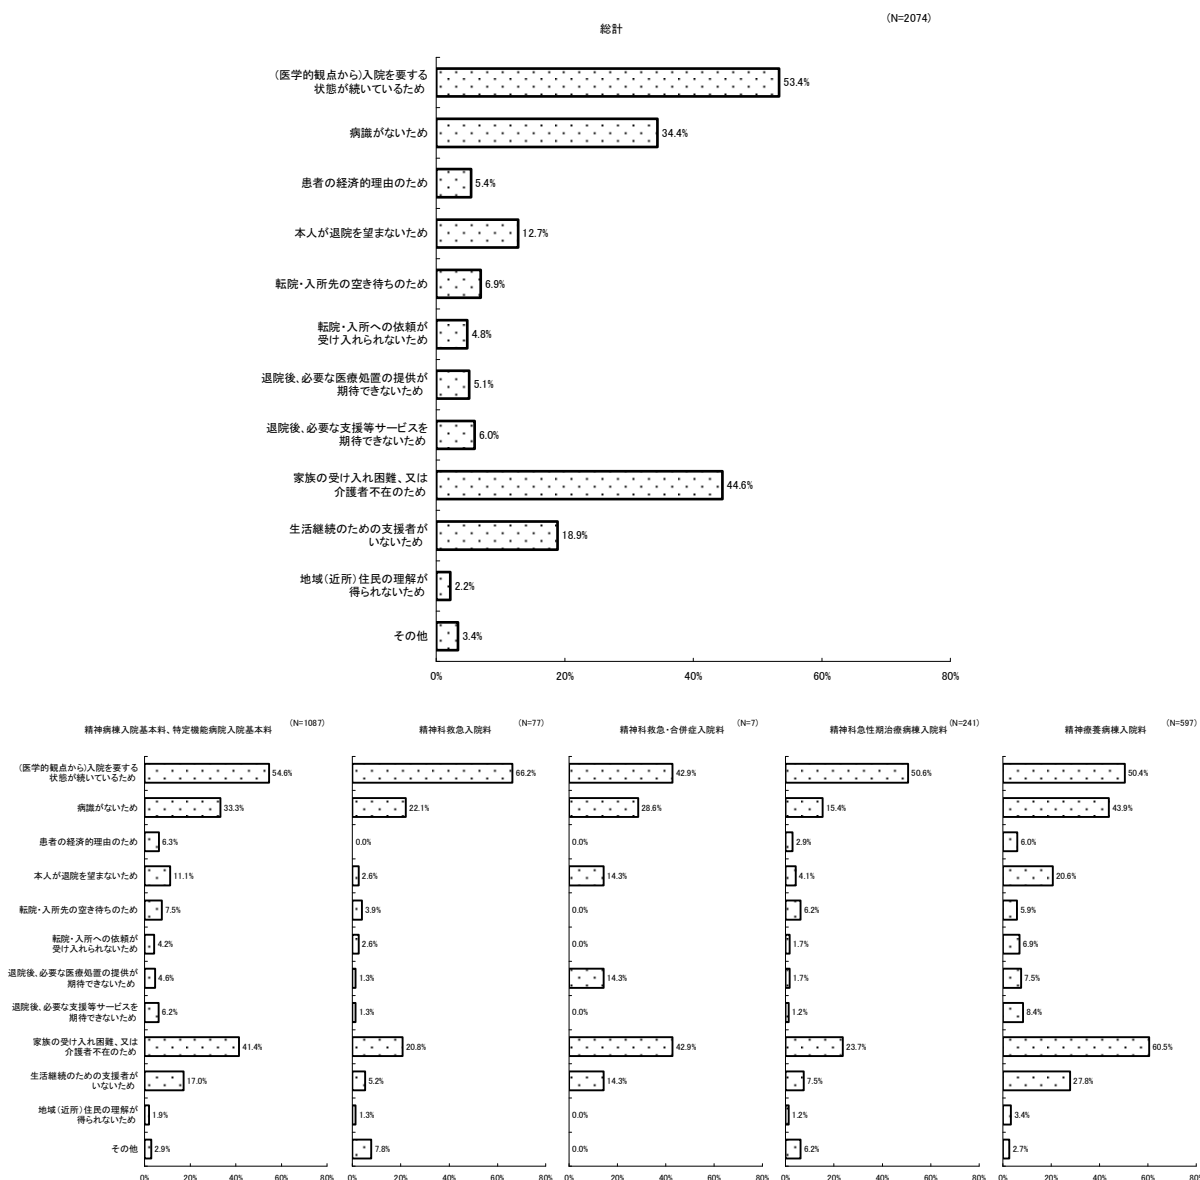 総計
(N=2074)
(医学的観点から)入院を要する
状態が続いているため
53.4%
病識がないため
34.4%
患者の経済的理由のため
5.4%
本人が退院を望まないため
12.7%
転院・入所先の空き待ちのため
6.9%
転院・入所への依頼が
受け入れられないため
4.8%
退院後、必要な医療処置の提供が
期待できないため
5.1%
退院後、必要な支援等サービスを
期待できないため
6.0%
家族の受け入れ困難、又は
介護者不在のため
44.6%
生活継続のための支援者が
いないため
18.9%
地域(近所)住民の理解が
得られないため
2.2%
その他
3.4%
0% 20% 40% 60% 80%
精神病棟入院基本料、特定機能病院入院基本料 (N=1087)
精神科救急入院料 (N=77)
精神科救急・合併症入院料 (N=7)
精神科急性期治療病棟入院料 (N=241)
精神療養病棟入院料 (N=597)
(医学的観点から)入院を要する
状態が続いているため
54.6% 66.2% 42.9% 50.6% 50.4%
病識がないため
33.3% 22.1% 28.6% 15.4% 43.9%
患者の経済的理由のため
6.3% 0.0% 0.0% 2.9% 6.0%
本人が退院を望まないため
11.1% 2.6% 14.3% 4.1% 20.6%
転院・入所先の空き待ちのため
7.5% 3.9% 0.0% 6.2% 5.9%
転院・入所への依頼が
受け入れられないため
4.2% 2.6% 0.0% 1.7% 6.9%
退院後、必要な医療処置の提供が
期待できないため
4.6% 1.3% 14.3% 1.7% 7.5%
退院後、必要な支援等サービスを
期待できないため
6.2% 1.3% 0.0% 1.2% 8.4%
家族の受け入れ困難、又は
介護者不在のため
41.4% 20.8% 42.9% 23.7% 60.5%
生活継続のための支援者が
いないため
17.0% 5.2% 14.3% 7.5% 27.8%
地域(近所)住民の理解が
得られないため
1.9% 1.3% 0.0% 1.2% 3.4%
その他
2.9% 7.8% 0.0% 6.2% 2.7%
0% 20% 40% 60% 80%
0% 20% 40% 60% 80%
0% 20% 40% 60% 80%
0% 20% 40% 60% 80%
0% 20% 40% 60% 80%